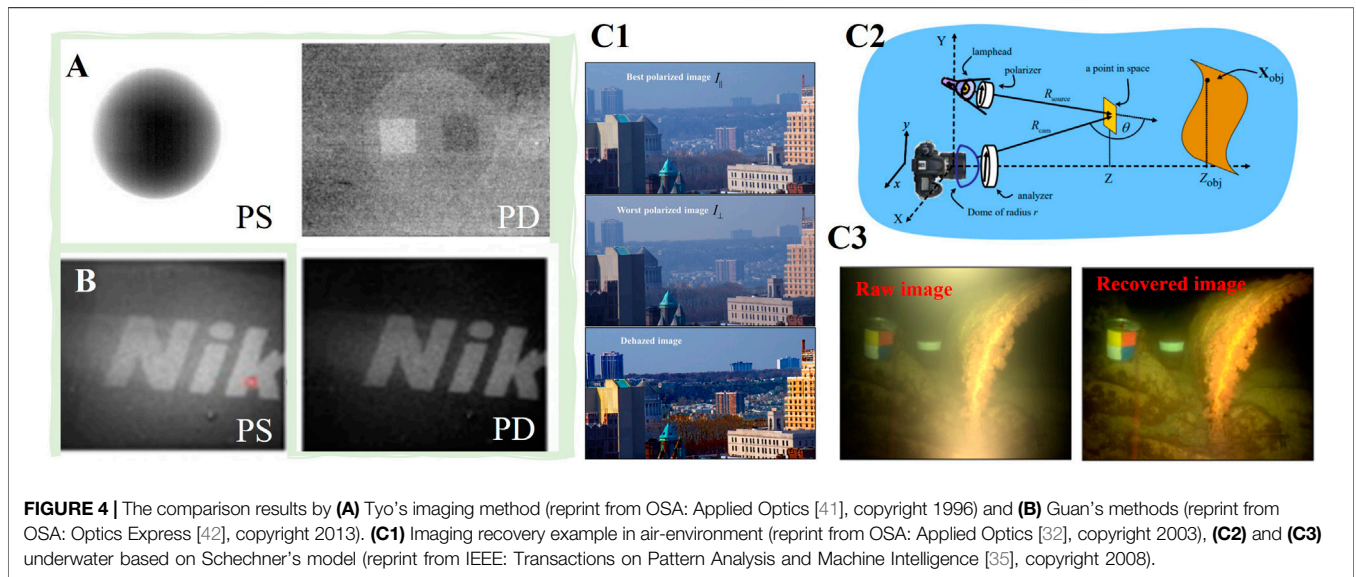 A
PS
PD
B
Nik
PS
Nik
PD
C1
Best polarized image I∥
Worst polarized image I⊥
Dehazed image
C2
Y
lamphead
polarizer
a point in space
X_obj
R_source
R_cam
θ
y
x
X
Z
Z_obj
analyzer
Dome of radius r
C3
Raw image
Recovered image
FIGURE 4 | The comparison results by (A) Tyo's imaging method (reprint from OSA: Applied Optics [41], copyright 1996) and (B) Guan's methods (reprint from
OSA: Optics Express [42], copyright 2013). (C1) Imaging recovery example in air-environment (reprint from OSA: Applied Optics [32], copyright 2003), (C2) and (C3)
underwater based on Schechner's model (reprint from IEEE: Transactions on Pattern Analysis and Machine Intelligence [35], copyright 2008).